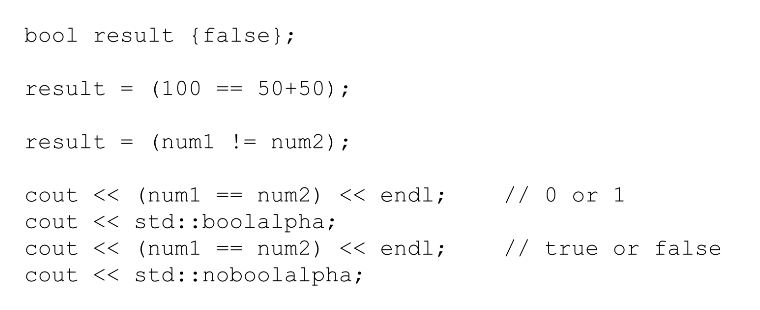 bool result {false};
result = (100 == 50+50);
result = (num1 != num2);
cout << (num1 == num2) << endl;    // 0 or 1
cout << std::boolalpha;
cout << (num1 == num2) << endl;    // true or false
cout << std::noboolalpha;